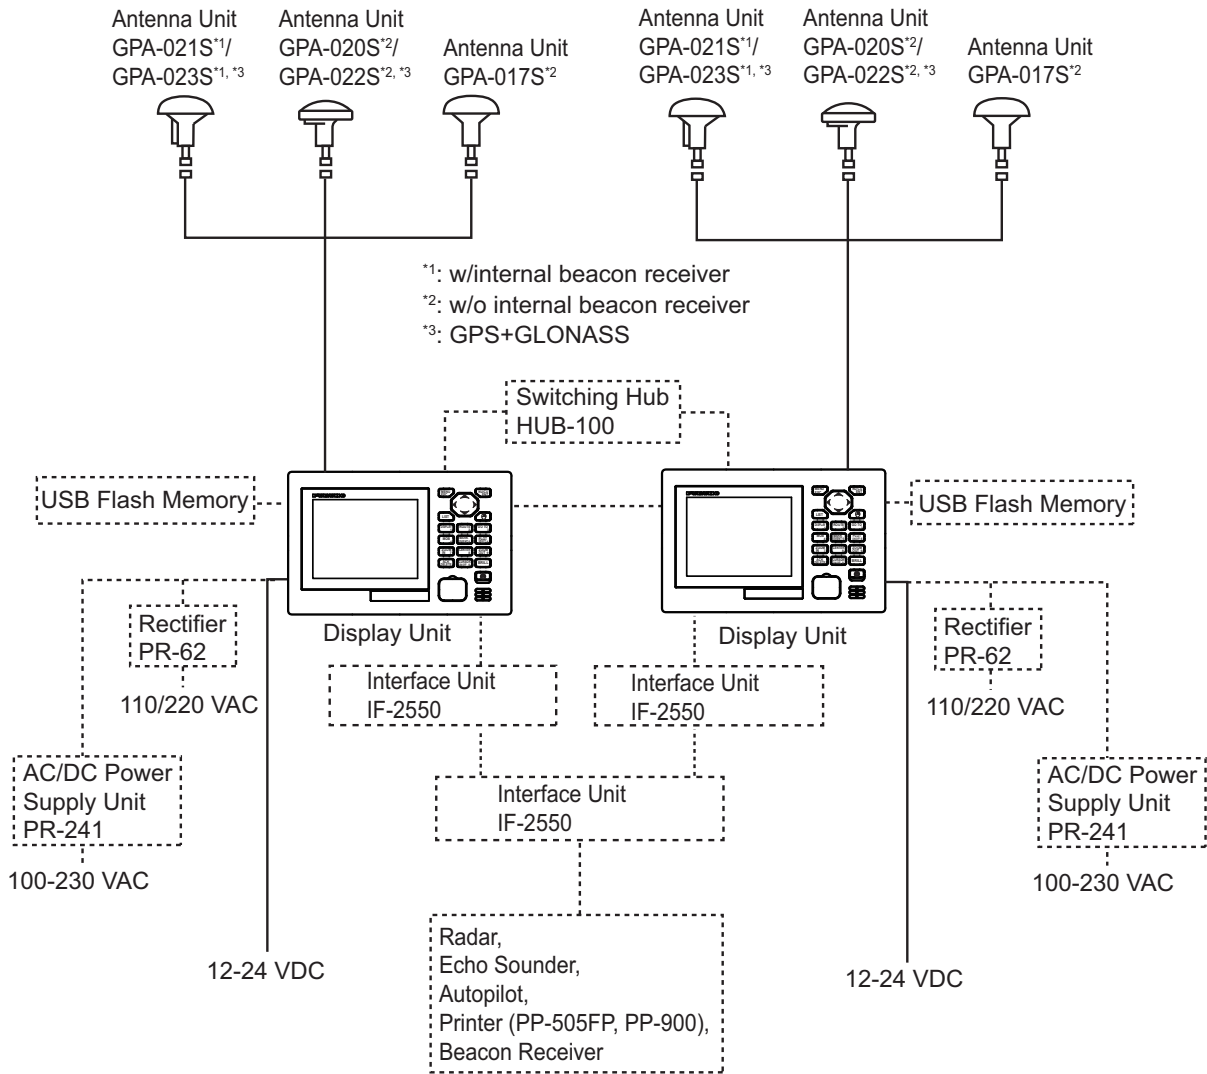 Antenna Unit
GPA-021S*1/
GPA-023S*1, *3
Antenna Unit
GPA-020S*2/
GPA-022S*2, *3
Antenna Unit
GPA-017S*2
Antenna Unit
GPA-021S*1/
GPA-023S*1, *3
Antenna Unit
GPA-020S*2/
GPA-022S*2, *3
Antenna Unit
GPA-017S*2
*1: w/internal beacon receiver
*2: w/o internal beacon receiver
*3: GPS+GLONASS
Switching Hub
HUB-100
USB Flash Memory
USB Flash Memory
Display Unit
Display Unit
Rectifier
PR-62
110/220 VAC
Rectifier
PR-62
110/220 VAC
Interface Unit
IF-2550
Interface Unit
IF-2550
AC/DC Power
Supply Unit
PR-241
100-230 VAC
Interface Unit
IF-2550
AC/DC Power
Supply Unit
PR-241
100-230 VAC
12-24 VDC
Radar,
Echo Sounder,
Autopilot,
Printer (PP-505FP, PP-900),
Beacon Receiver
12-24 VDC